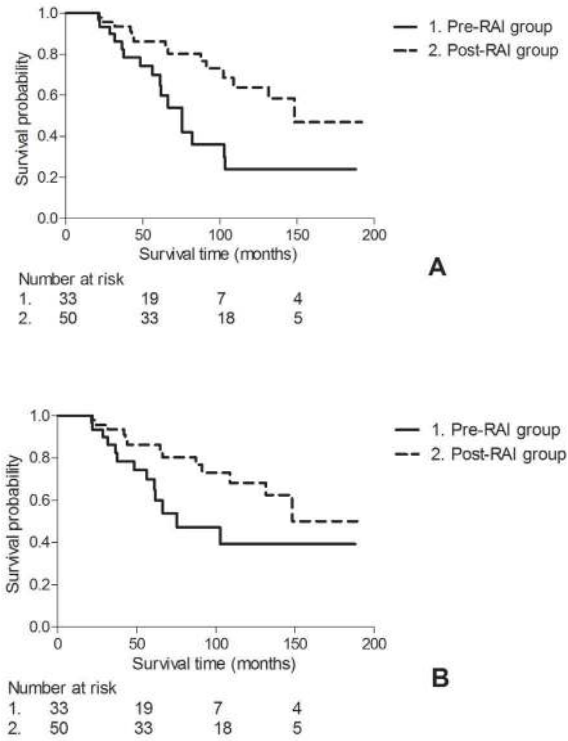 1.0
0.8
0.6
0.4
0.2
0.0
Survival probability
0 50 100 150 200
Survival time (months)
1. Pre-RAI group
2. Post-RAI group
A
Number at risk
1. 33 19 7 4
2. 50 33 18 5
1.0
0.8
0.6
0.4
0.2
0.0
Survival probability
0 50 100 150 200
Survival time (months)
1. Pre-RAI group
2. Post-RAI group
B
Number at risk
1. 33 19 7 4
2. 50 33 18 5